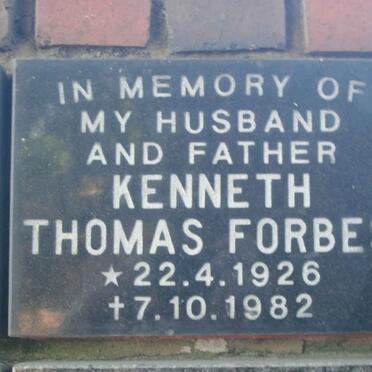 IN MEMORY OF
MY HUSBAND
AND FATHER
KENNETH
THOMAS FORBES
★ 22.4.1926
✝ 7.10.1982